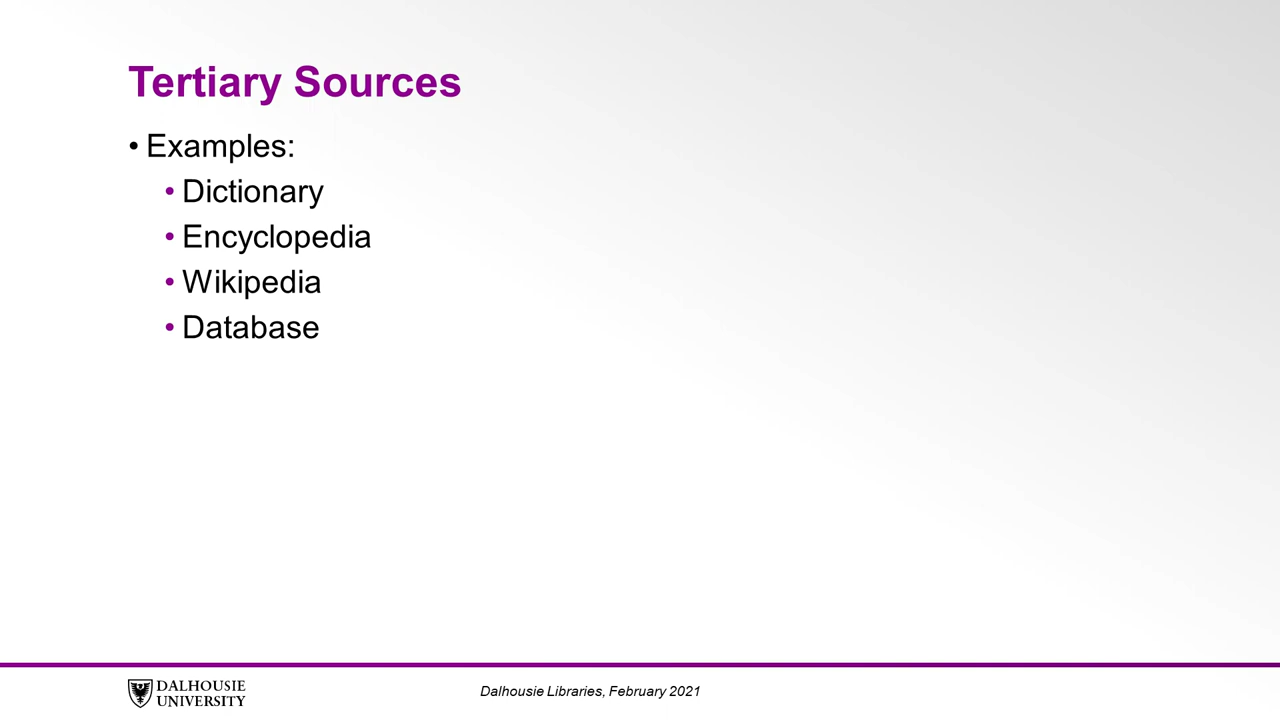 Tertiary Sources
• Examples:
• Dictionary
• Encyclopedia
• Wikipedia
• Database
DALHOUSIE
UNIVERSITY
Dalhousie Libraries, February 2021